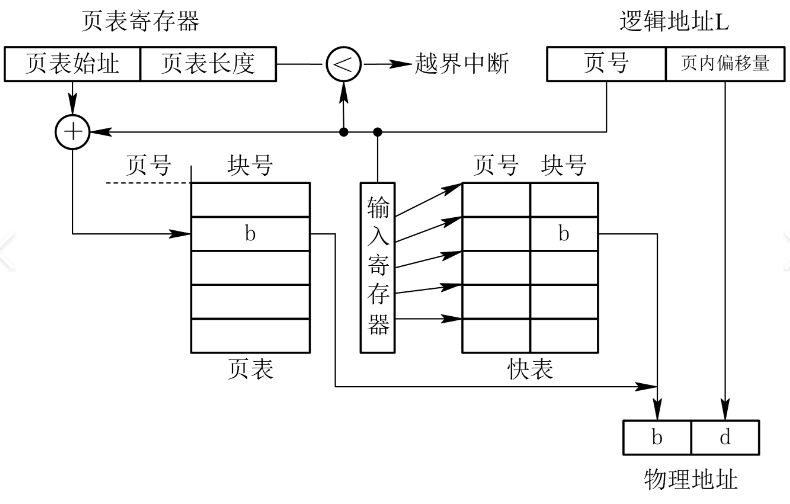 页表寄存器
逻辑地址L
页表始址 页表长度 < 越界中断 页号 页内偏移量
+
页号 块号 页号 块号
输入寄存器
b b
页表 快表
b d
物理地址